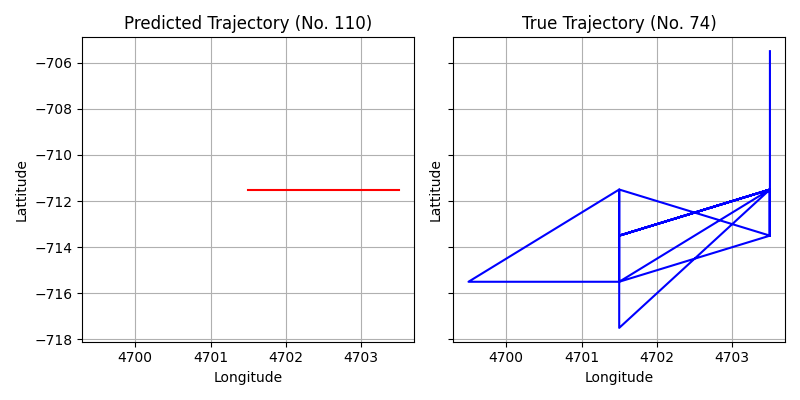 Predicted Trajectory (No. 110)
Lattitude
−706
−708
−710
−712
−714
−716
−718
4700 4701 4702 4703
Longitude
True Trajectory (No. 74)
Lattitude
4700 4701 4702 4703
Longitude